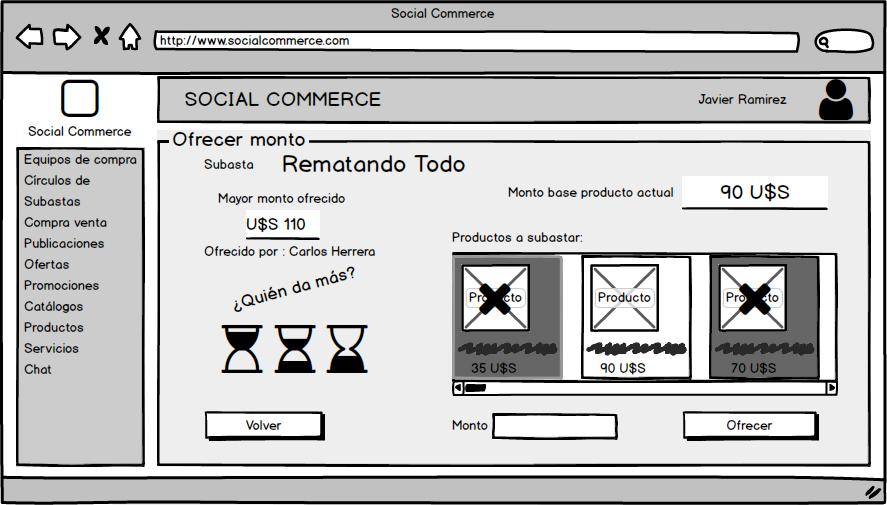 Social Commerce
http://www.socialcommerce.com
Social Commerce
SOCIAL COMMERCE
Javier Ramirez
Equipos de compra
Círculos de
Subastas
Compra venta
Publicaciones
Ofertas
Promociones
Catálogos
Productos
Servicios
Chat
Ofrecer monto
Subasta Rematando Todo
Mayor monto ofrecido
U$S 110
Ofrecido por : Carlos Herrera
¿Quién da más?
Monto base producto actual 90 U$S
Productos a subastar:
Producto
35 U$S
Producto
90 U$S
Producto
70 U$S
Volver
Monto
Ofrecer